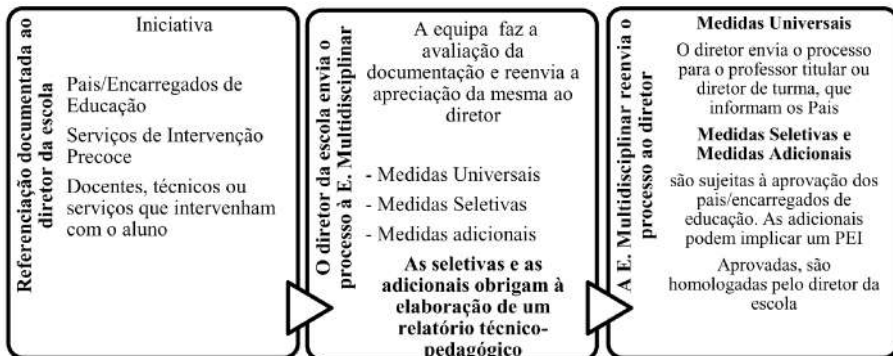 Referenciação documentada ao
diretor da escola
Iniciativa
Pais/Encarregados de
Educação
Serviços de Intervenção
Precoce
Docentes, técnicos ou
serviços que intervenham
com o aluno
O diretor da escola envia o
processo à E. Multidisciplinar
A equipa faz a
avaliação da
documentação e reenvia a
apreciação da mesma ao
diretor
- Medidas Universais
- Medidas Seletivas
- Medidas adicionais
As seletivas e as
adicionais obrigam à
elaboração de um
relatório técnico-
pedagógico
A E. Multidisciplinar reenvia o
processo ao diretor
Medidas Universais
O diretor envia o processo
para o professor titular ou
diretor de turma, que
informam os Pais
Medidas Seletivas e
Medidas Adicionais
são sujeitas à aprovação dos
pais/encarregados de
educação. As adicionais
podem implicar um PEI
Aprovadas, são
homologadas pelo diretor da
escola